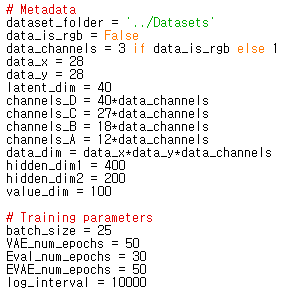 # Metadata
dataset_folder = '../Datasets'
data_is_rgb = False
data_channels = 3 if data_is_rgb else 1
data_x = 28
data_y = 28
latent_dim = 40
channels_D = 40*data_channels
channels_C = 27*data_channels
channels_B = 18*data_channels
channels_A = 12*data_channels
data_dim = data_x*data_y*data_channels
hidden_dim1 = 400
hidden_dim2 = 200
value_dim = 100
# Training parameters
batch_size = 25
VAE_num_epochs = 50
Eval_num_epochs = 30
EVAE_num_epochs = 50
log_interval = 10000